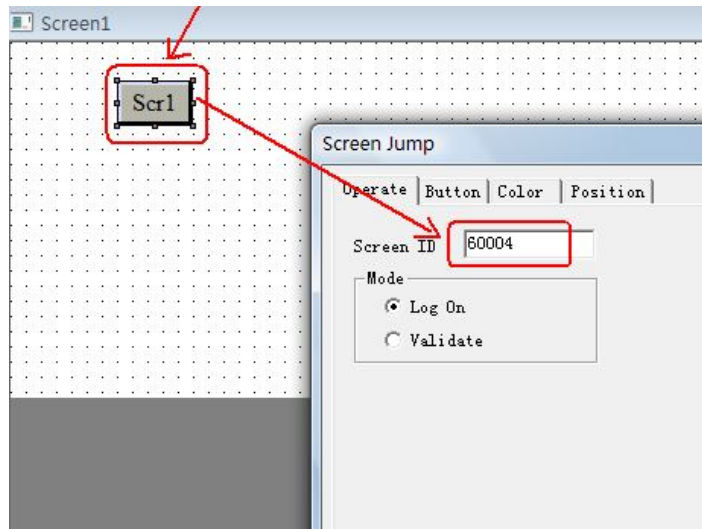 Screen1
Scr1
Screen Jump
Operate Button Color Position
Screen ID 60004
Mode
Log On
Validate